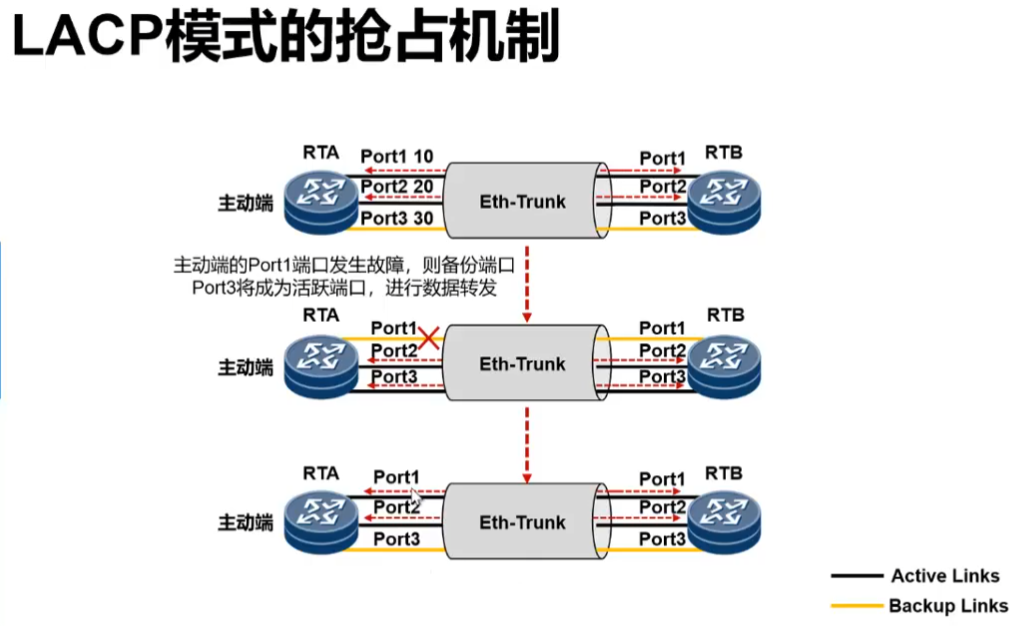 LACP模式的抢占机制
RTA
Port1 10
Port1
RTB
Port2 20
Port2
主动端
Eth-Trunk
Port3 30
Port3
主动端的Port1端口发生故障，则备份端口
Port3将成为活跃端口，进行数据转发
RTA
Port1
Port1
RTB
Port2
Port2
主动端
Eth-Trunk
Port3
Port3
RTA
Port1
Port1
RTB
Port2
Port2
主动端
Eth-Trunk
Port3
Port3
Active Links
Backup Links